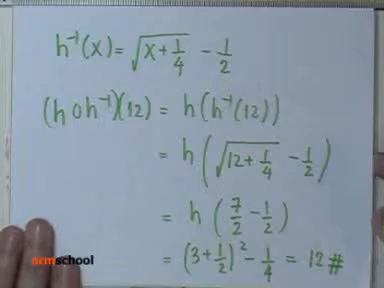 h⁻¹(x) = √(x + 1/4) − 1/2
(h o h⁻¹)(12) = h(h⁻¹(12))
= h(√(12 + 1/4) − 1/2)
= h(7/2 − 1/2)
= (3 + 1/2)² − 1/4 = 12 #
acmschool